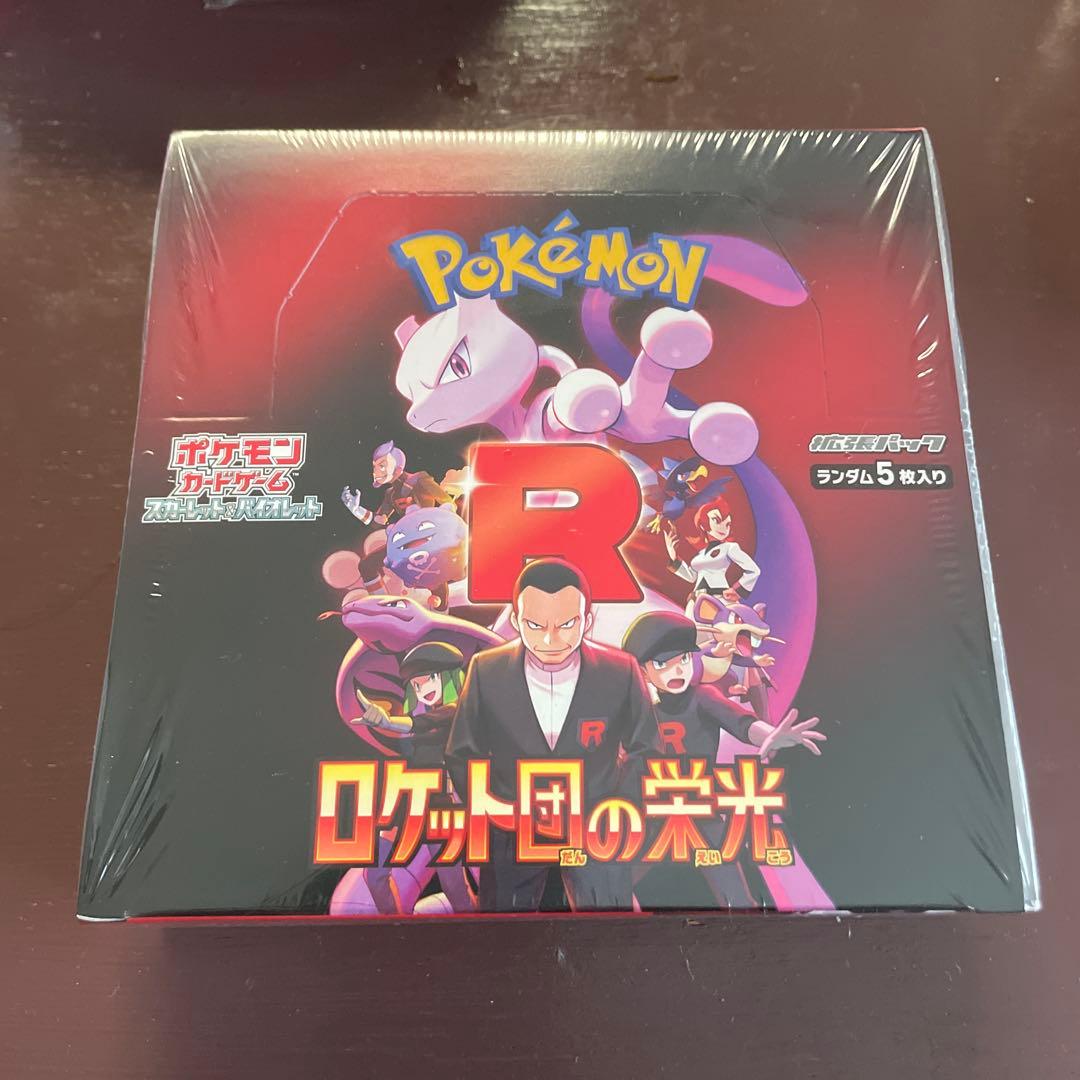 POKéMON
ポケモン
カードゲーム
スカーレット&バイオレット
拡張パック
ランダム5枚入り
R
R
R
ロケット団の栄光
だん えい こう